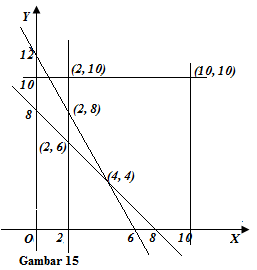 Y
12
(2, 10) (10, 10)
10
8 (2, 8)
(2, 6)
(4, 4)
O 2 6 8 10 X
Gambar 15